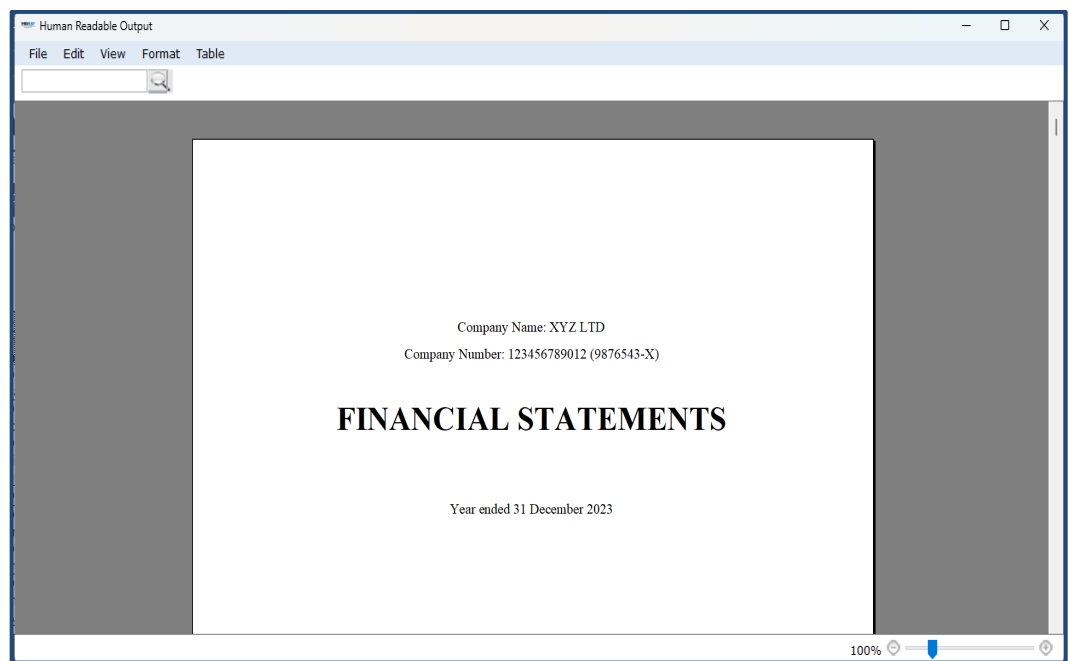 Human Readable Output
File Edit View Format Table
Company Name: XYZ LTD
Company Number: 123456789012 (9876543-X)
FINANCIAL STATEMENTS
Year ended 31 December 2023
100%